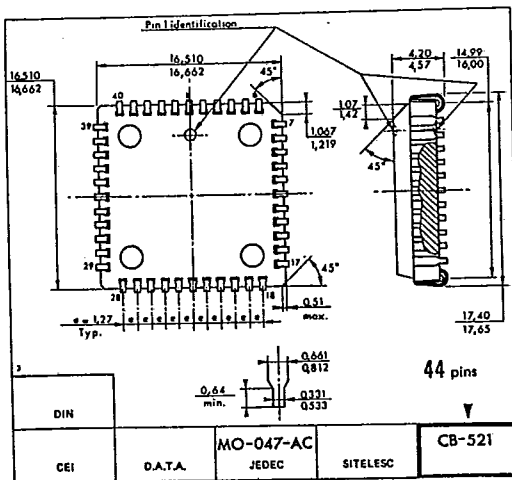 Pin 1 identification
16,510
16,662
16,510
16,662
45°
40
6
39
7
1,067
1,219
29
17
28
18
45°
e = 1,27
Typ.
e e e e e e e e e
0,51
max.
4,20
4,57
14,99
16,00
1,07
1,42
45°
17,40
17,65
0,661
0,812
0,64
min.
0,331
0,533
44 pins
3
DIN
CEI
D.A.T.A.
MO-047-AC
JEDEC
SITELESC
CB-521